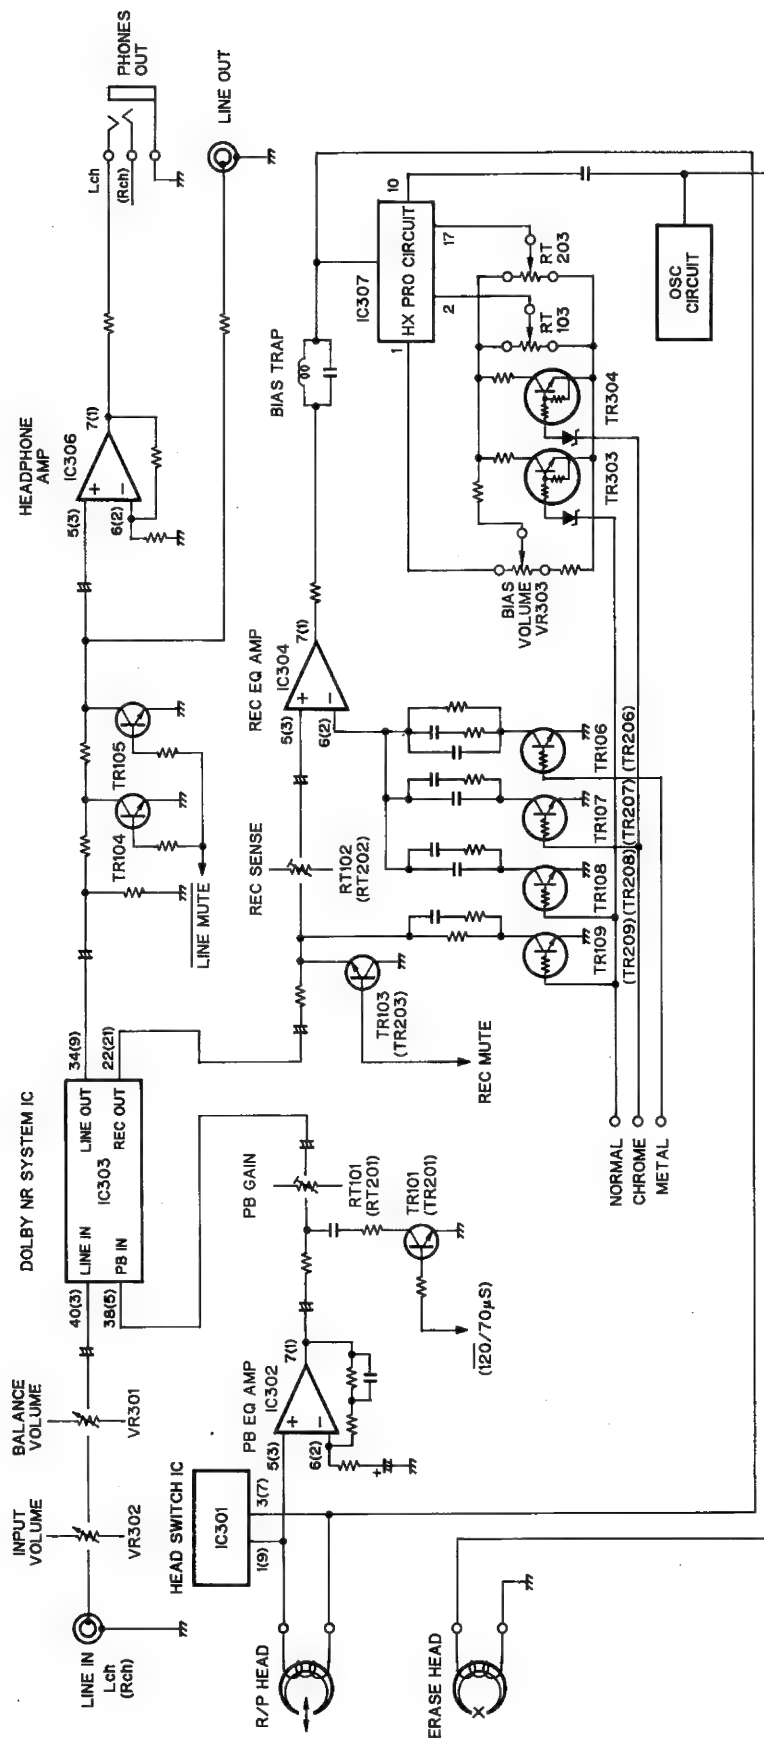 LINE IN
Lch
(Rch)
INPUT
VOLUME
VR302
BALANCE
VOLUME
VR301
DOLBY NR SYSTEM IC
40(3)
38(5)
LINE IN
PB IN
IC303
LINE OUT
REC OUT
34(9)
22(21)
TR104
TR105
LINE MUTE
HEADPHONE
AMP
IC306
5(3)
6(2)
7(1)
Lch
(Rch)
PHONES
OUT
LINE OUT
HEAD SWITCH IC
IC301
1(9)
3(7)
R/P HEAD
PB EQ AMP
IC302
5(3)
6(2)
7(1)
PB GAIN
RT101
(RT201)
TR101
(TR201)
(120/70µS)
REC SENSE
RT102
(RT202)
TR103
(TR203)
REC MUTE
REC EQ AMP
IC304
5(3)
6(2)
7(1)
BIAS TRAP
IC307
HX PRO CIRCUIT
1
2
17
10
TR109
(TR209)
TR108
(TR208)
TR107
(TR207)
TR106
(TR206)
BIAS
VOLUME
VR303
TR303
TR304
RT
103
RT
203
NORMAL
CHROME
METAL
OSC
CIRCUIT
ERASE HEAD